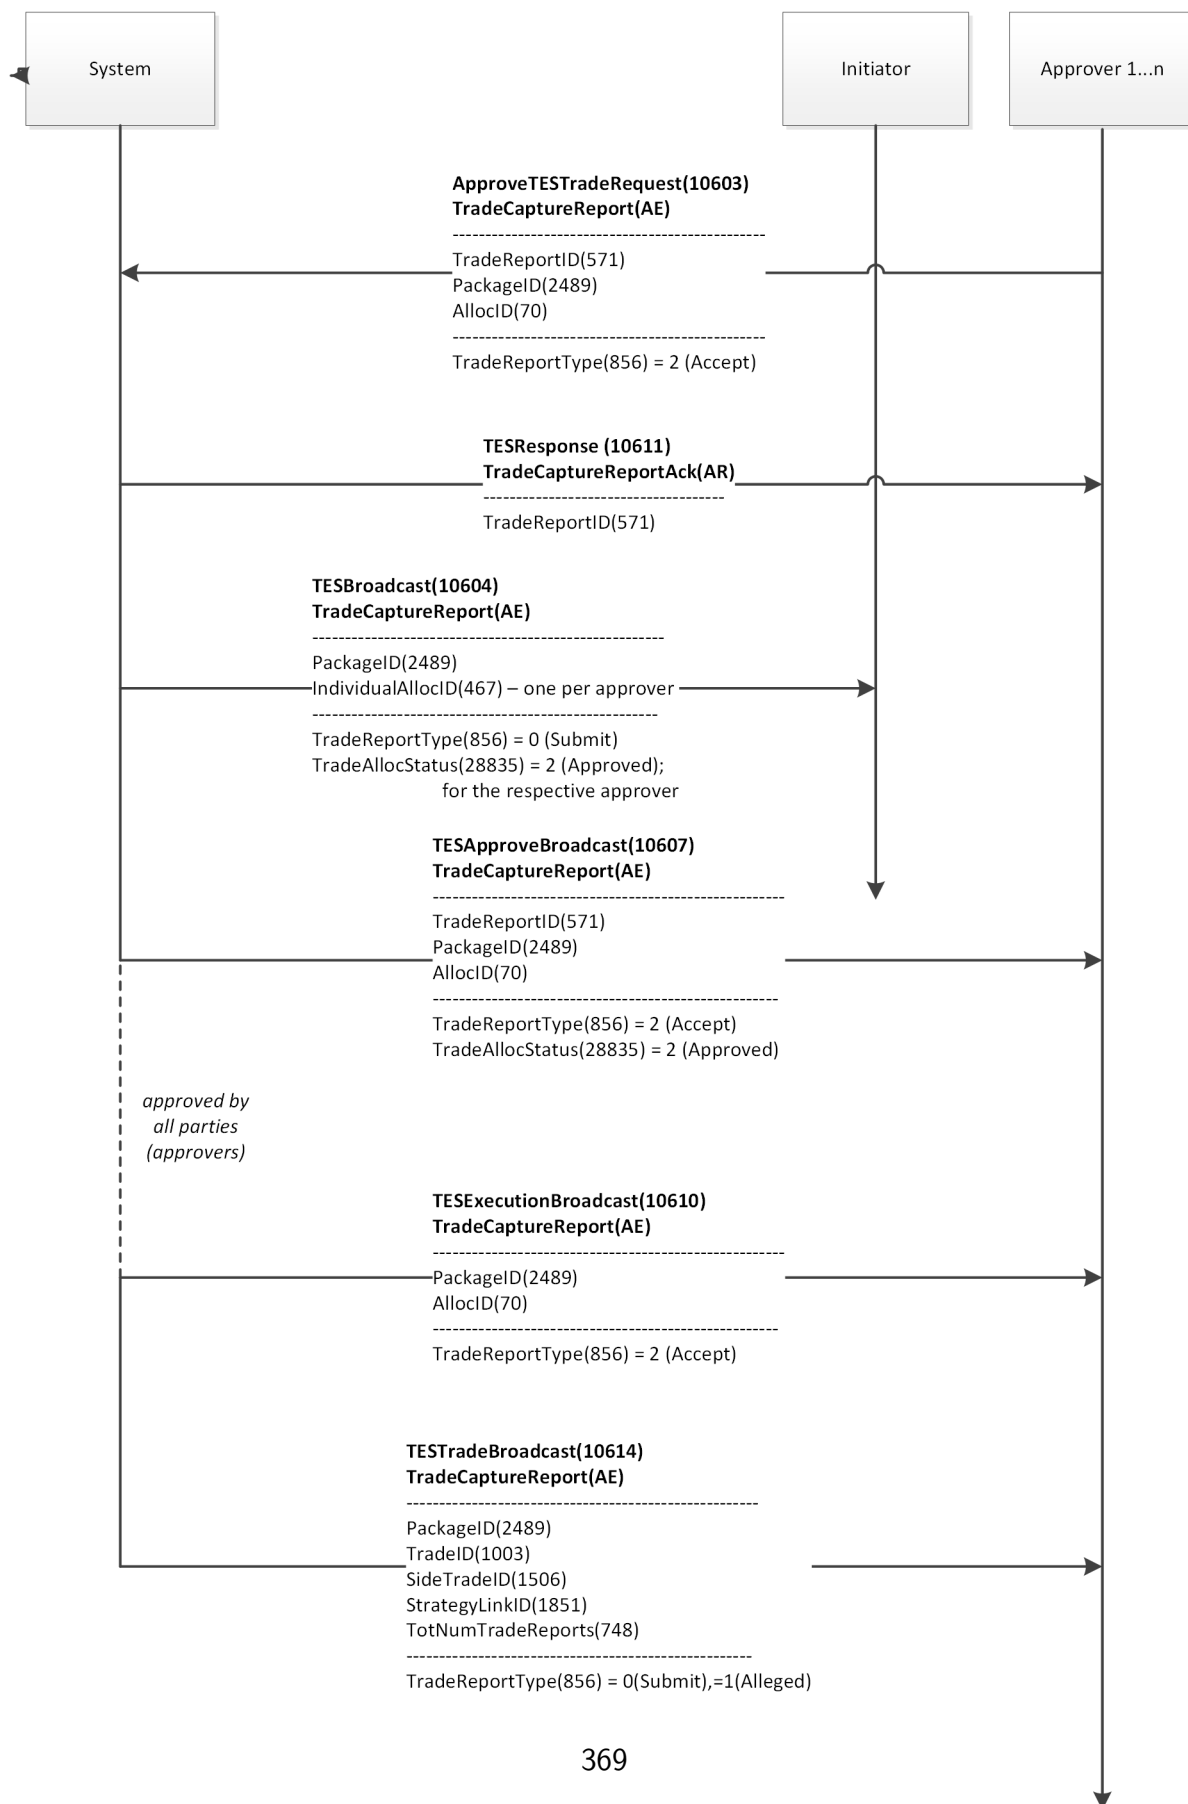 System
Initiator
Approver 1...n
ApproveTESTradeRequest(10603)
TradeCaptureReport(AE)
------------------------------------------------
TradeReportID(571)
PackageID(2489)
AllocID(70)
------------------------------------------------
TradeReportType(856) = 2 (Accept)
TESResponse (10611)
TradeCaptureReportAck(AR)
-------------------------------------
TradeReportID(571)
TESBroadcast(10604)
TradeCaptureReport(AE)
------------------------------------------------------
PackageID(2489)
IndividualAllocID(467) – one per approver
-----------------------------------------------------
TradeReportType(856) = 0 (Submit)
TradeAllocStatus(28835) = 2 (Approved);
for the respective approver
TESApproveBroadcast(10607)
TradeCaptureReport(AE)
------------------------------------------------------
TradeReportID(571)
PackageID(2489)
AllocID(70)
-----------------------------------------------------
TradeReportType(856) = 2 (Accept)
TradeAllocStatus(28835) = 2 (Approved)
approved by
all parties
(approvers)
TESExecutionBroadcast(10610)
TradeCaptureReport(AE)
------------------------------------------------------
PackageID(2489)
AllocID(70)
-----------------------------------------------------
TradeReportType(856) = 2 (Accept)
TESTradeBroadcast(10614)
TradeCaptureReport(AE)
------------------------------------------------------
PackageID(2489)
TradeID(1003)
SideTradeID(1506)
StrategyLinkID(1851)
TotNumTradeReports(748)
-----------------------------------------------------
TradeReportType(856) = 0(Submit),=1(Alleged)
369